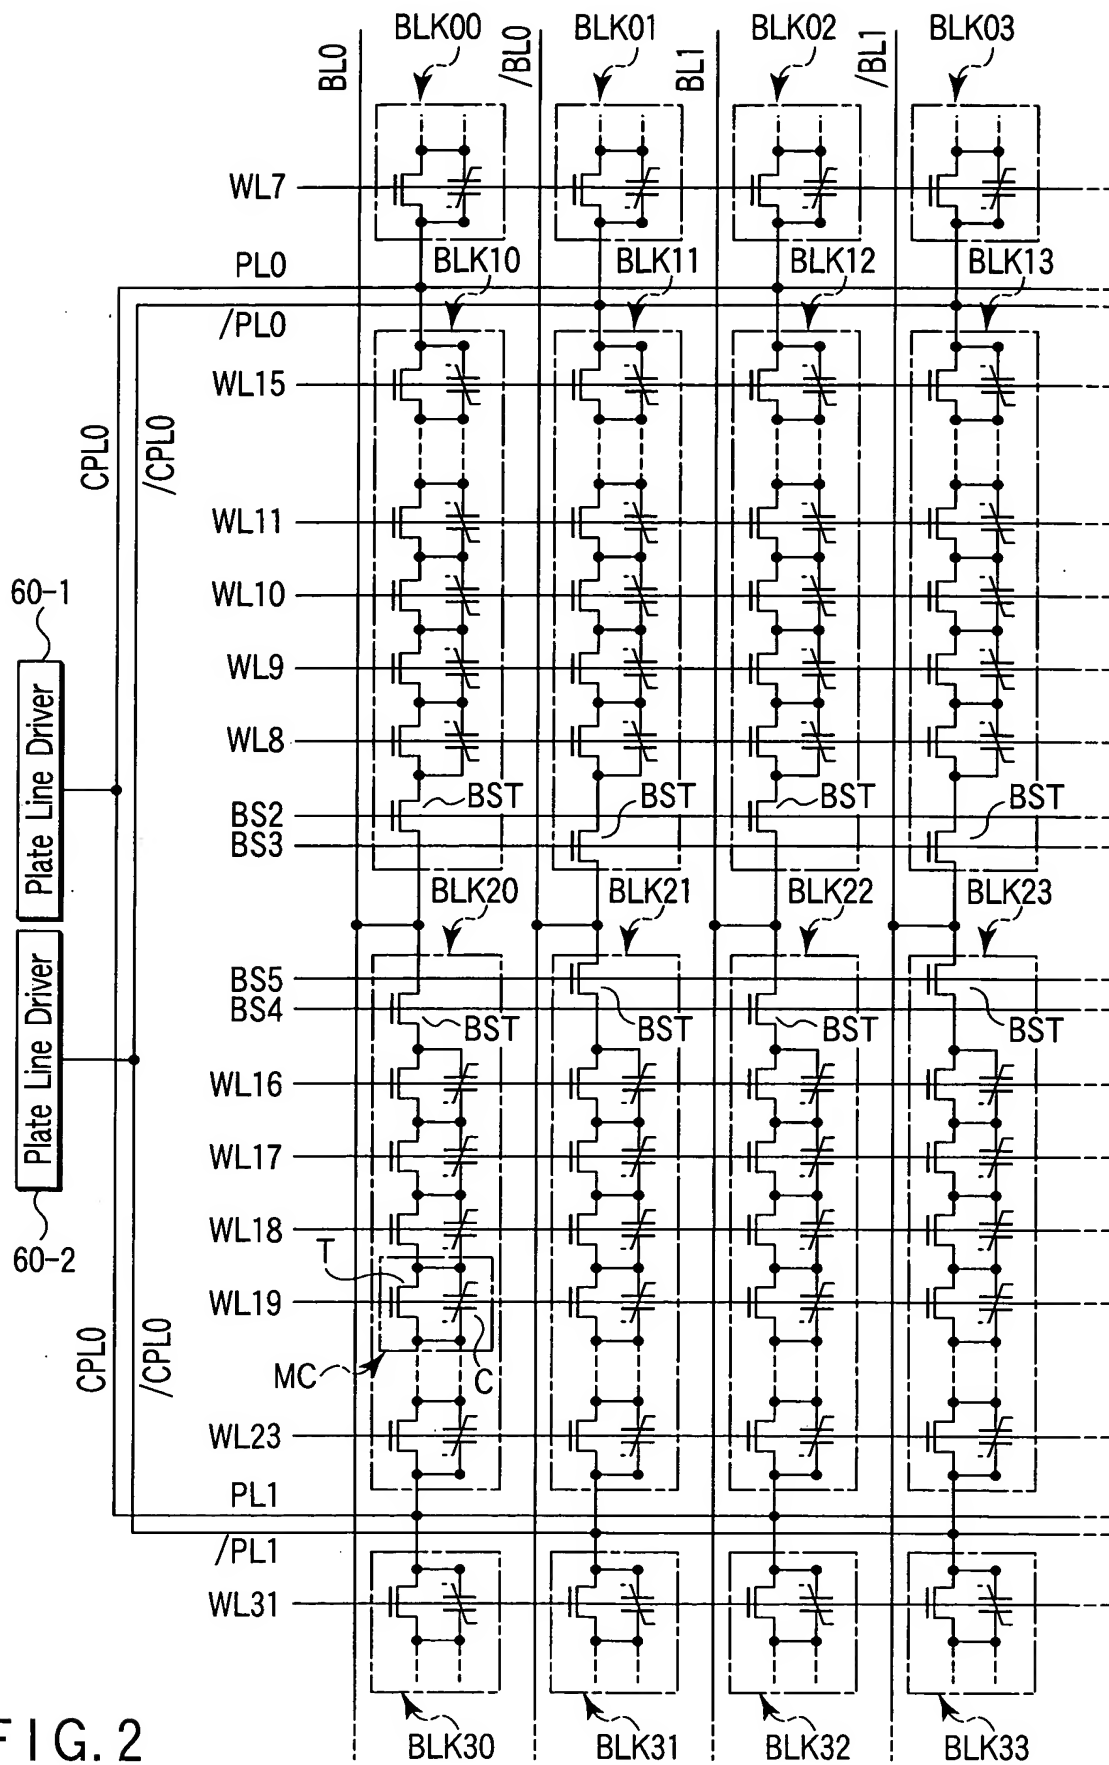 BL0 BLK00 /BL0 BLK01 BL1 BLK02 /BL1 BLK03
WL7
PL0 BLK10 BLK11 BLK12 BLK13
/PL0
WL15
CPL0 /CPL0
WL11
60-1 WL10
WL9
Plate Line Driver
WL8
BS2 BST BST BST BST
BS3
BLK20 BLK21 BLK22 BLK23
Plate Line Driver
BS5
BS4 BST BST BST BST
WL16
WL17
WL18
60-2 T
WL19
CPL0 /CPL0
MC C
WL23
PL1
/PL1
WL31
FIG. 2 BLK30 BLK31 BLK32 BLK33